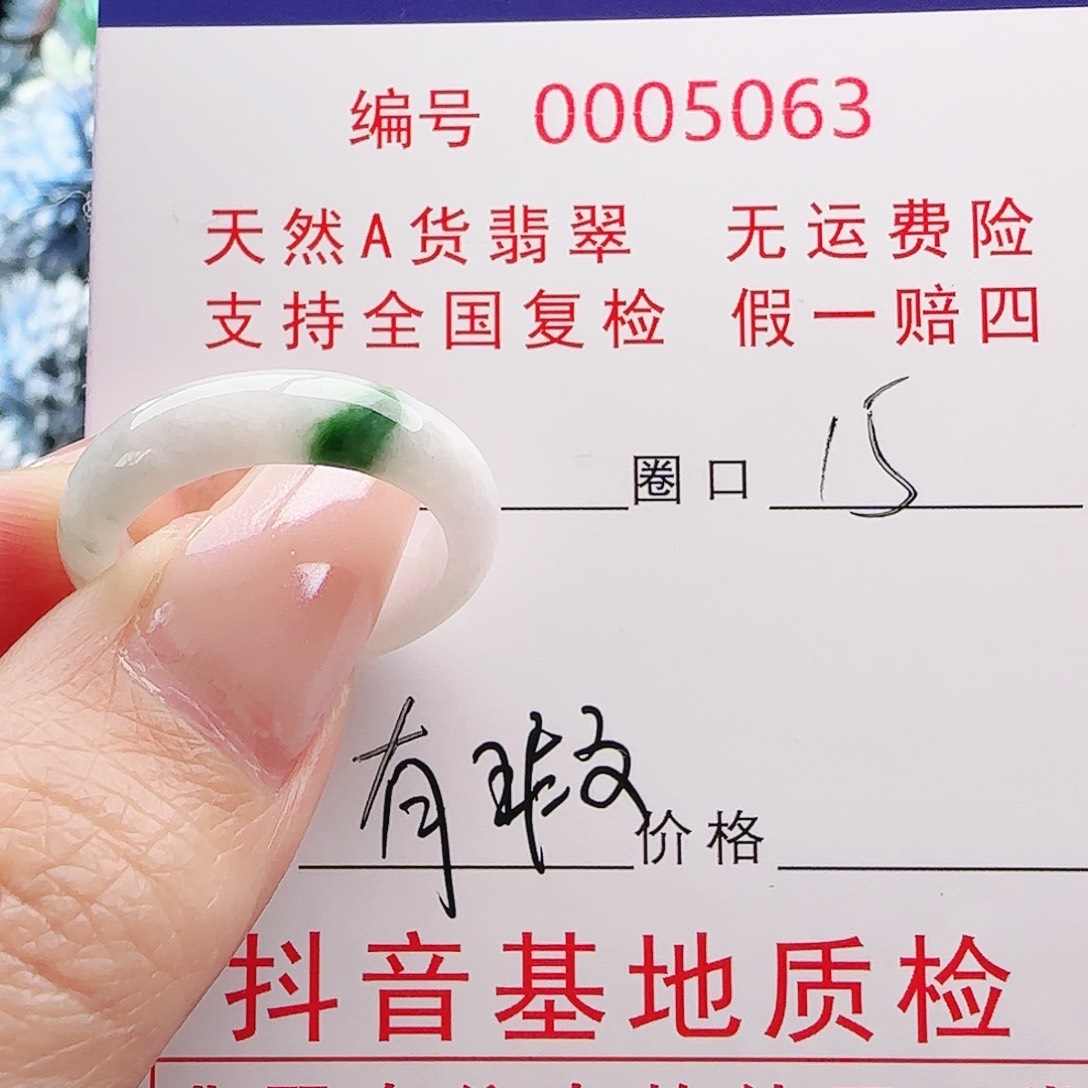 编号 0005063
天然A货翡翠 无运费险
支持全国复检 假一赔四
圈口 15
有瑕 价格
抖音基地质检